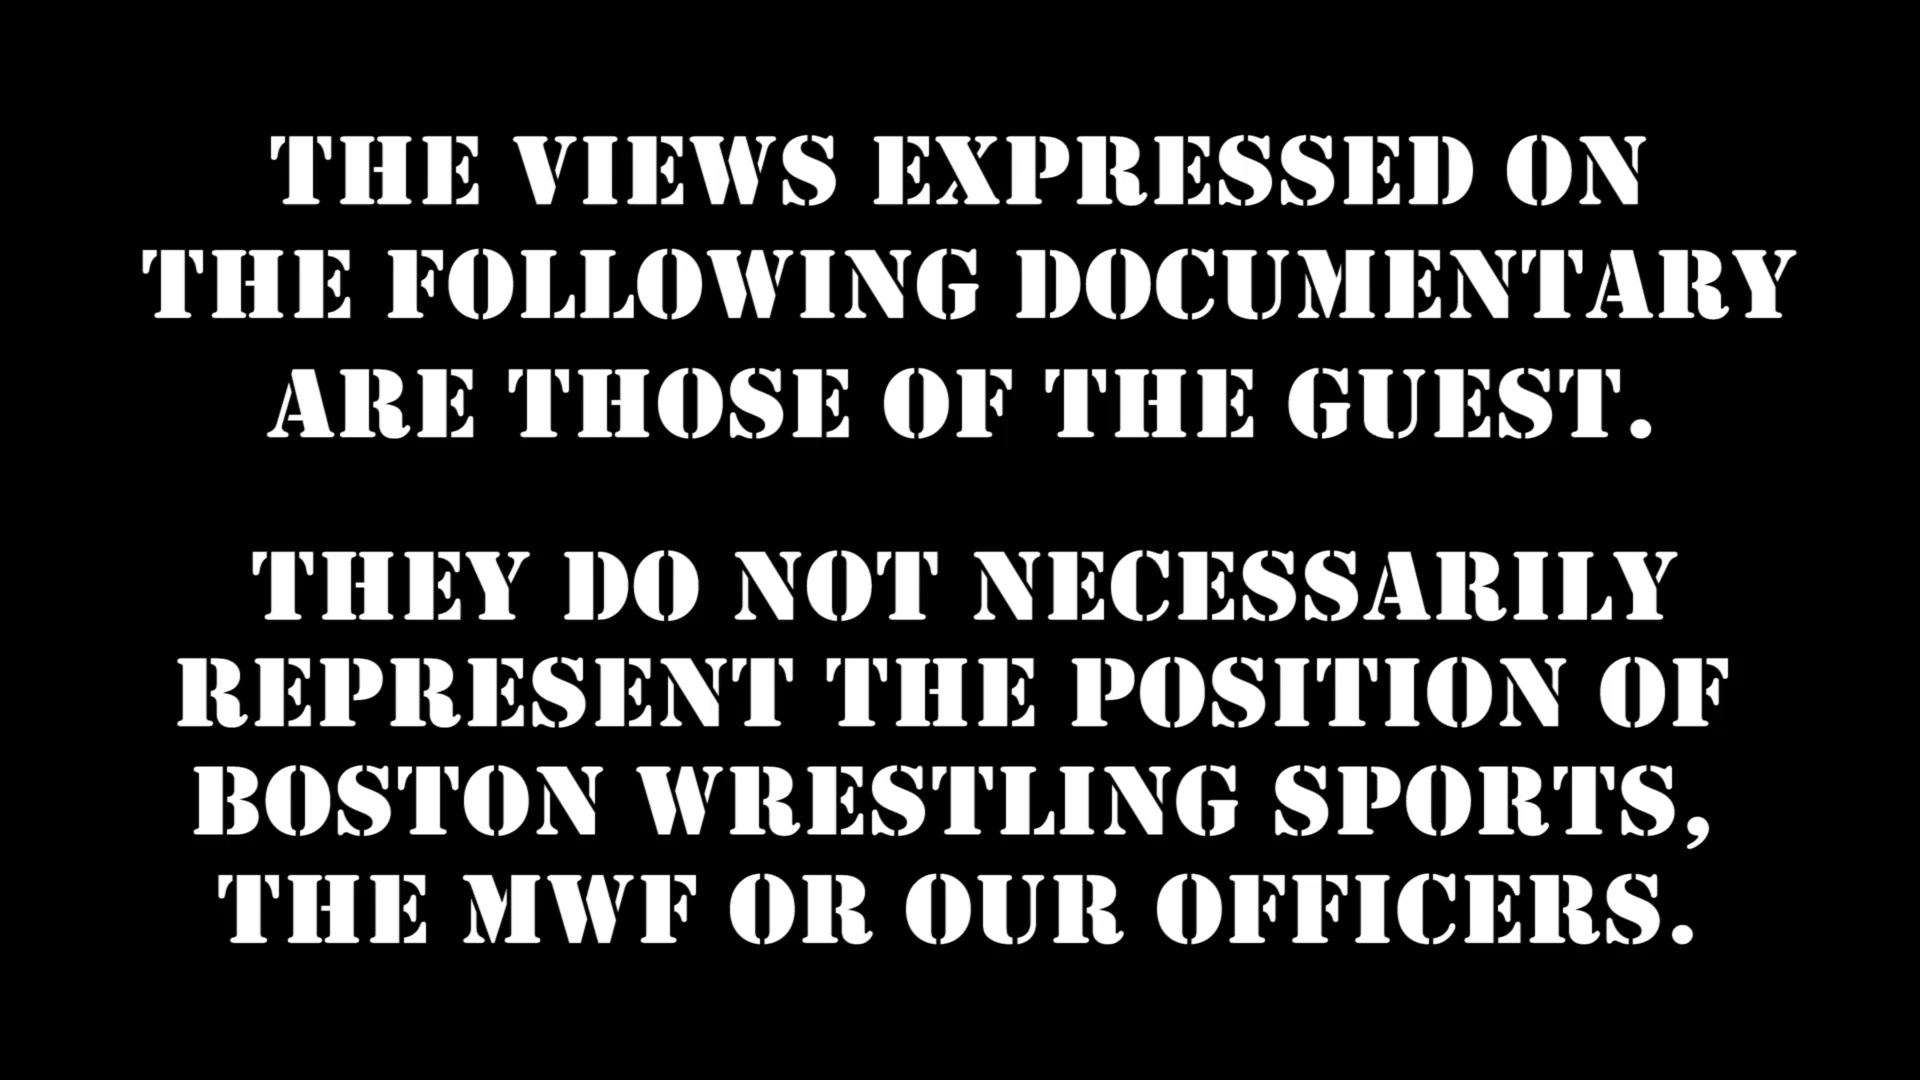 THE VIEWS EXPRESSED ON
THE FOLLOWING DOCUMENTARY
ARE THOSE OF THE GUEST.
THEY DO NOT NECESSARILY
REPRESENT THE POSITION OF
BOSTON WRESTLING SPORTS,
THE MWF OR OUR OFFICERS.